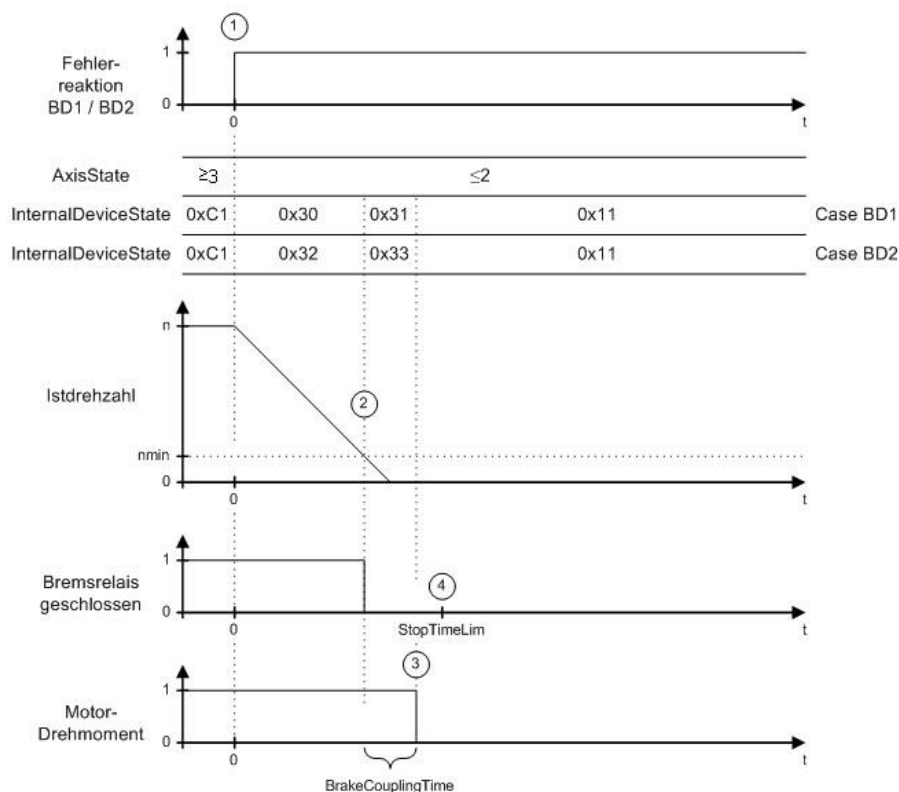 1
Fehler-
reaktion
BD1 / BD2
1
0
0
t
AxisState
≥3
≤2
InternalDeviceState 0xC1 0x30 0x31 0x11 Case BD1
InternalDeviceState 0xC1 0x32 0x33 0x11 Case BD2
n
Istdrehzahl
2
nmin
0
0
t
1
Bremsrelais
geschlossen
4
0
0
StopTimeLim
t
3
1
Motor-
Drehmoment
0
0
t
BrakeCouplingTime